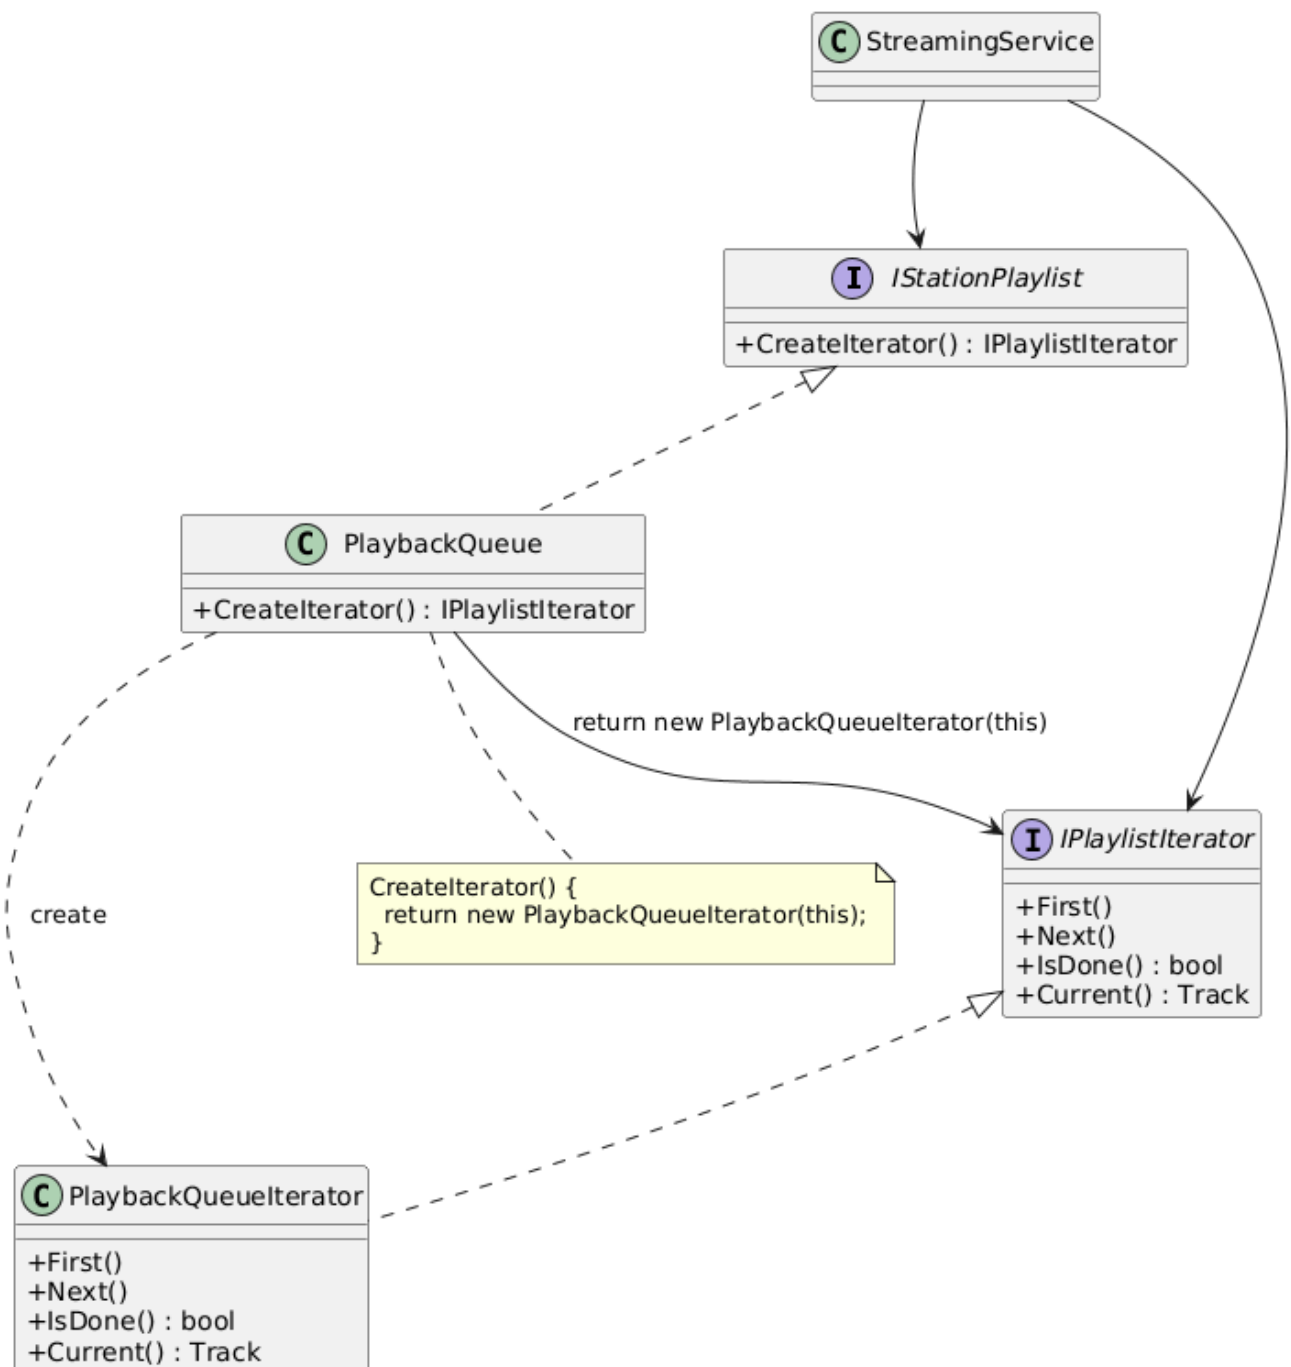 C StreamingService
I IStationPlaylist
+CreateIterator() : IPlaylistIterator
C PlaybackQueue
+CreateIterator() : IPlaylistIterator
return new PlaybackQueueIterator(this)
CreateIterator() {
return new PlaybackQueueIterator(this);
}
create
I IPlaylistIterator
+First()
+Next()
+IsDone() : bool
+Current() : Track
C PlaybackQueueIterator
+First()
+Next()
+IsDone() : bool
+Current() : Track